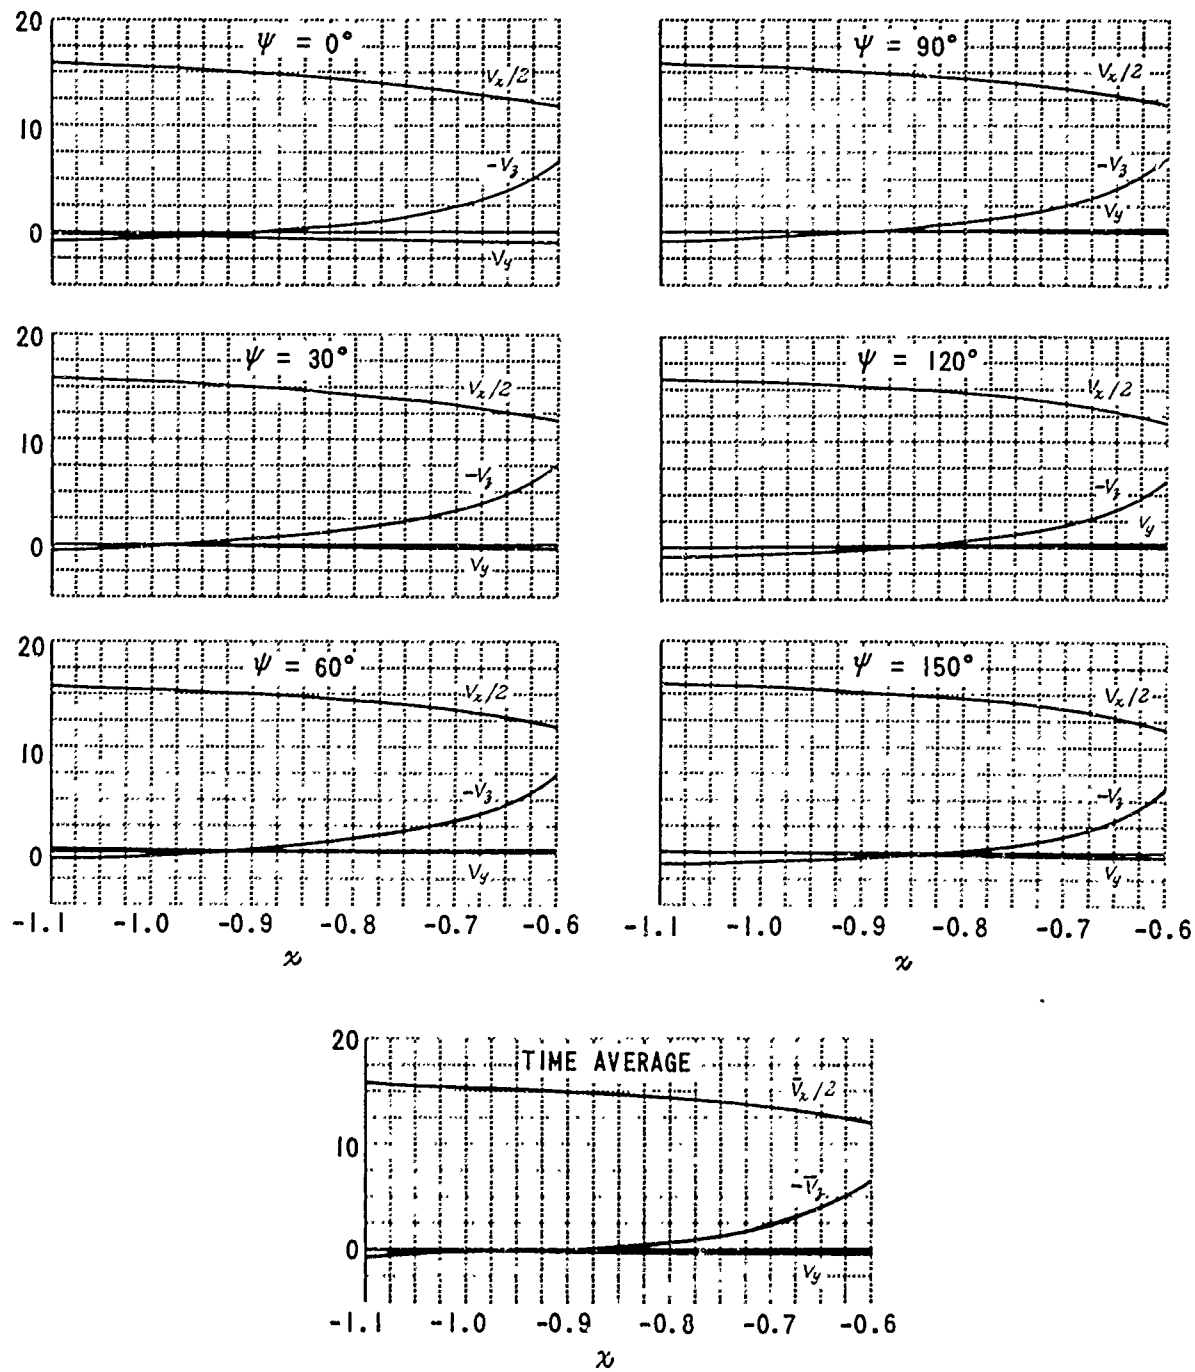 20
10
0
ψ = 0°
Vx/2
-Vz
Vy
ψ = 90°
Vx/2
-Vz
Vy
20
10
0
ψ = 30°
Vx/2
-Vz
Vy
ψ = 120°
Vx/2
-Vz
Vy
20
10
0
ψ = 60°
Vx/2
-Vz
Vy
-1.1 -1.0 -0.9 -0.8 -0.7 -0.6
x
ψ = 150°
Vx/2
-Vz
Vy
-1.1 -1.0 -0.9 -0.8 -0.7 -0.6
x
20
10
0
TIME AVERAGE
V̄x/2
-V̄z
Vy
-1.1 -1.0 -0.9 -0.8 -0.7 -0.6
x